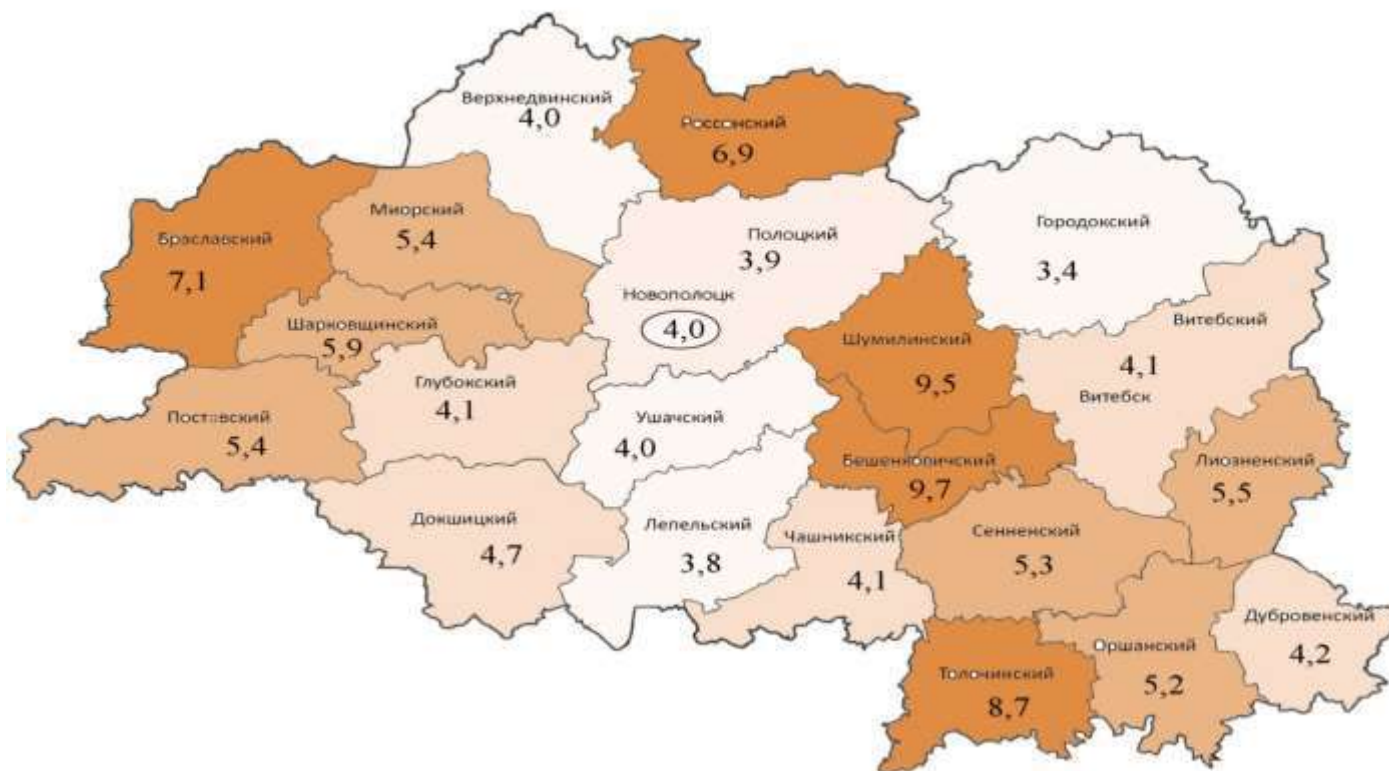 Верхнедвинский
4,0
Россонский
6,9
Браславский
7,1
Миорский
5,4
Полоцкий
3,9
Городокский
3,4
Новополоцк
4,0
Шарковщинский
5,9
Шумилинский
9,5
Витебский
4,1
Витебск
Поставский
5,4
Глубокский
4,1
Ушачский
4,0
Бешенковичский
9,7
Лиозненский
5,5
Докшицкий
4,7
Лепельский
3,8
Чашникский
4,1
Сенненский
5,3
Толочинский
8,7
Оршанский
5,2
Дубровенский
4,2